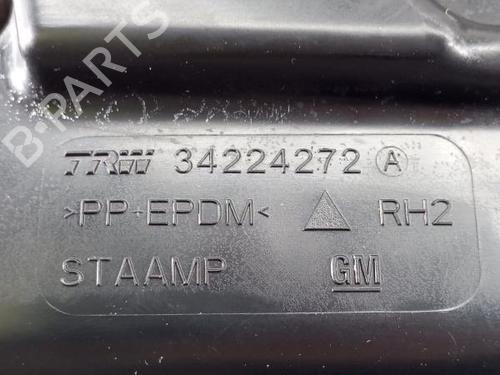 B-PARTS
TRW 34224272 A
>PP+EPDM< RH2
STAAMP GM